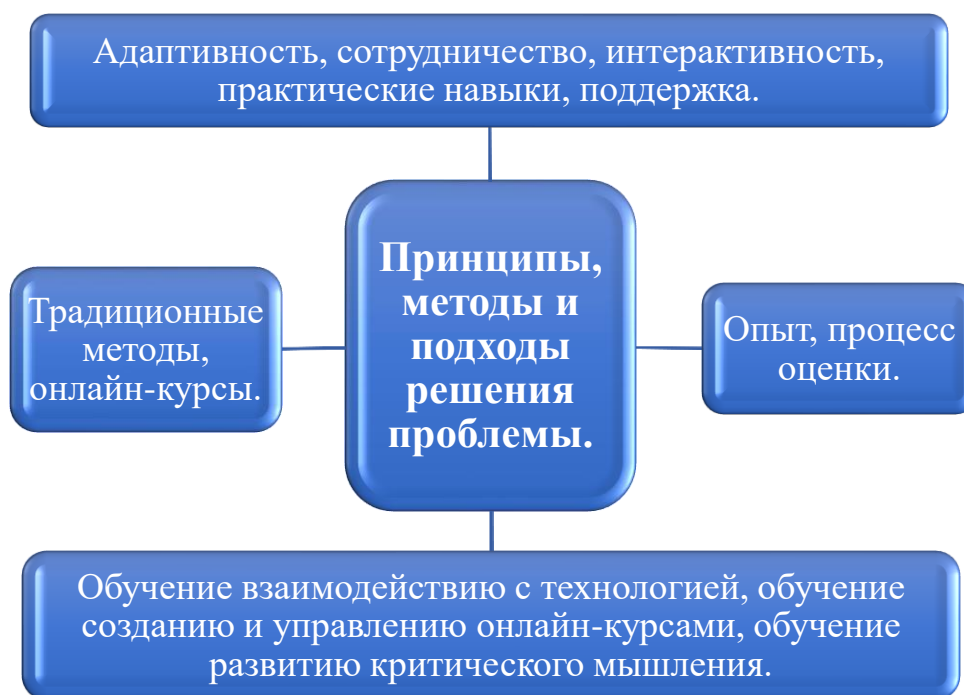 Адаптивность, сотрудничество, интерактивность,
практические навыки, поддержка.
Принципы,
методы и
подходы
решения
проблемы.
Традиционные
методы,
онлайн-курсы.
Опыт, процесс
оценки.
Обучение взаимодействию с технологией, обучение
созданию и управлению онлайн-курсами, обучение
развитию критического мышления.